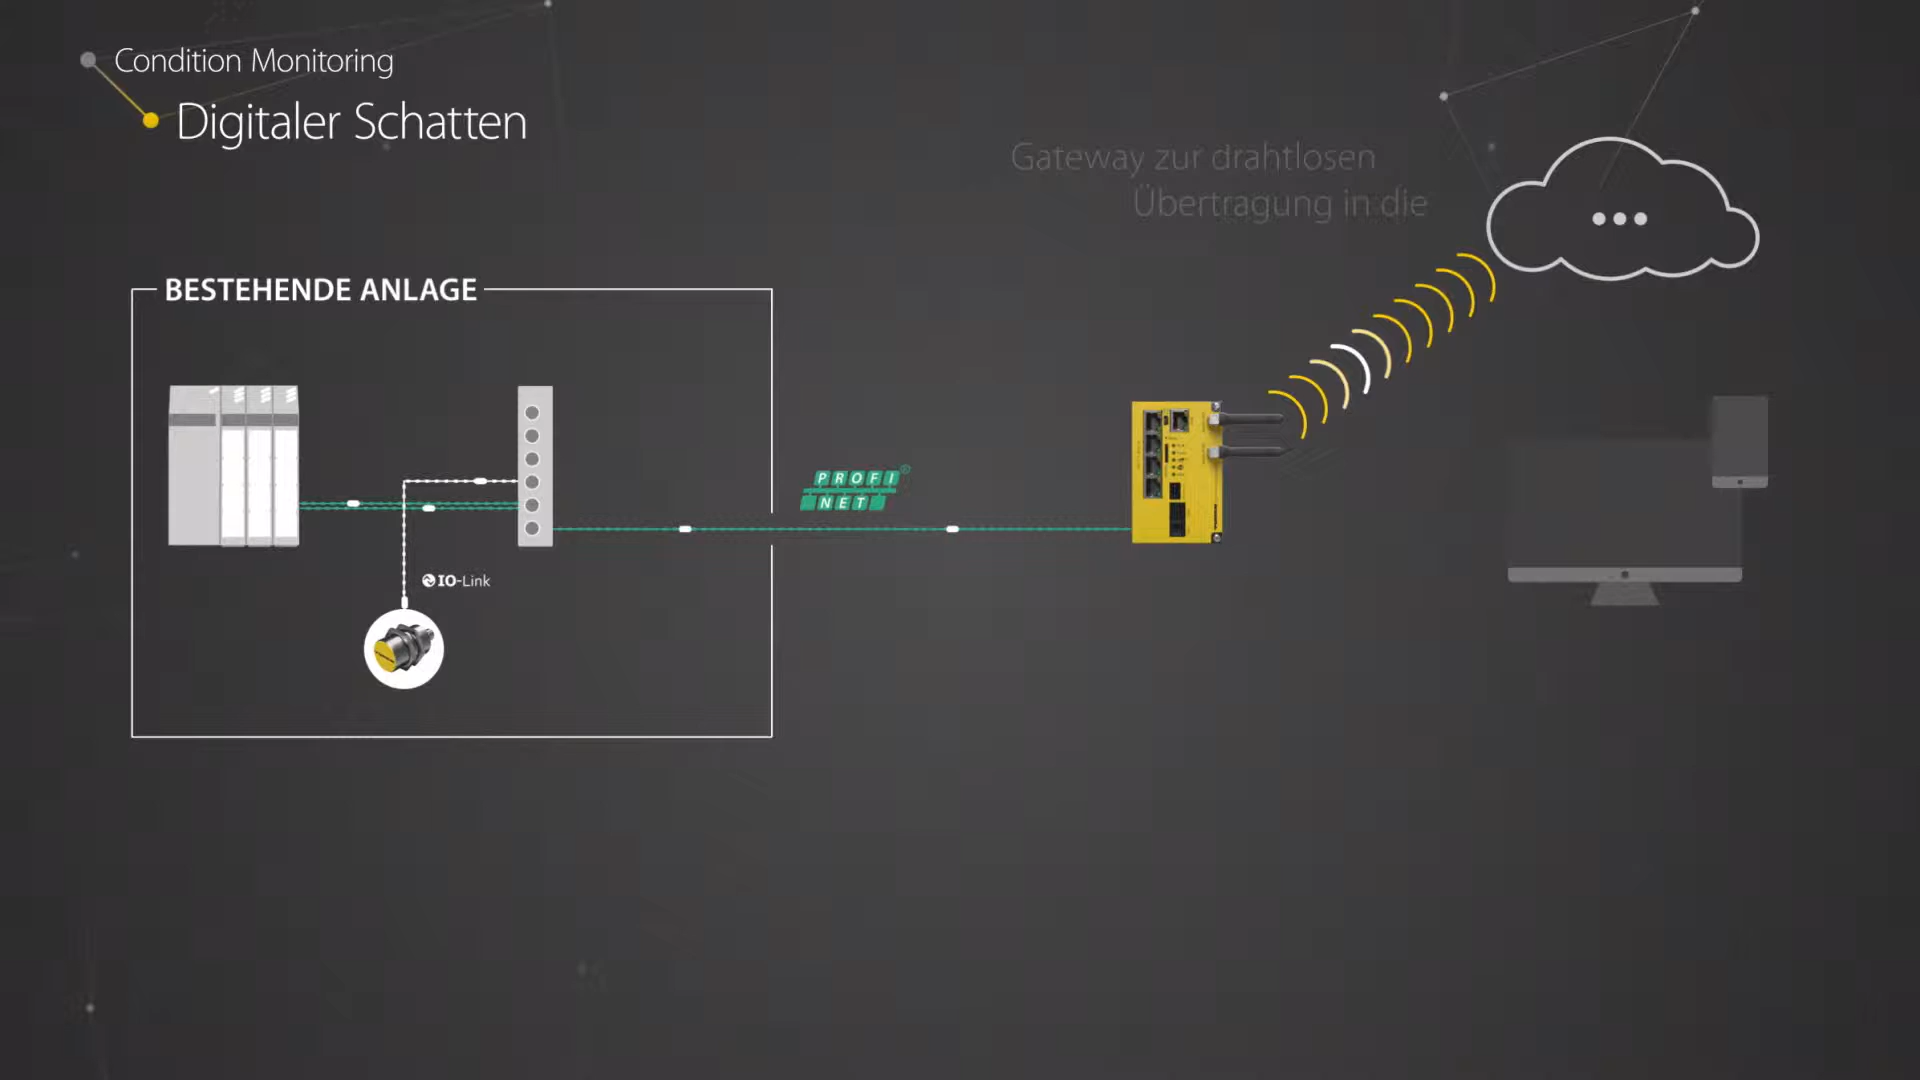 Condition Monitoring
Digitaler Schatten
Gateway zur drahtlosen
Übertragung in die
BESTEHENDE ANLAGE
PROFI
NET
®
IO-Link